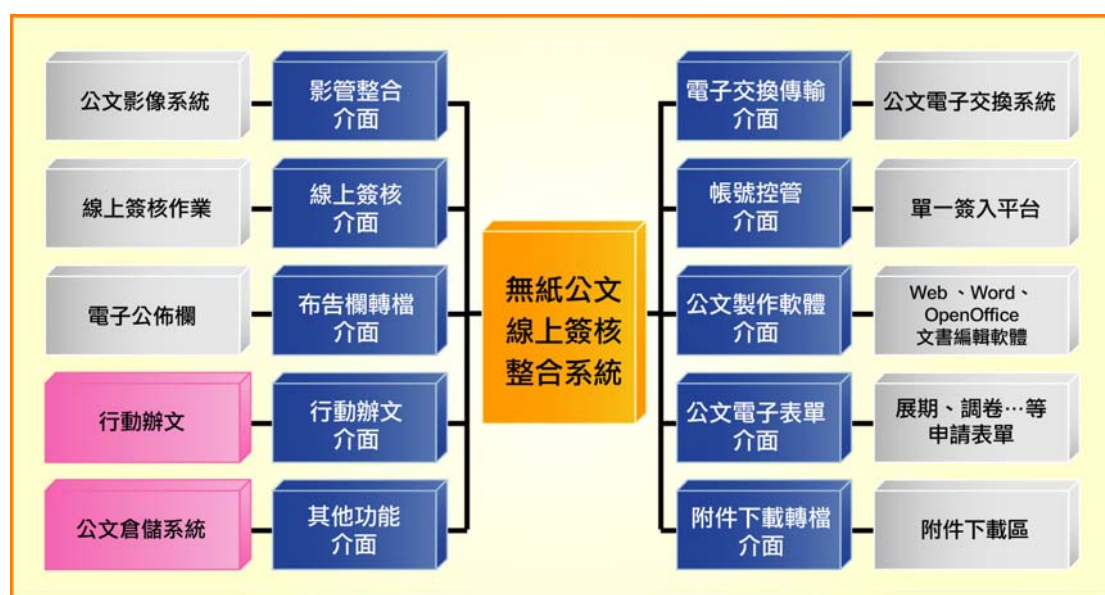 公文影像系統
影管整合
介面
線上簽核作業
線上簽核
介面
電子公佈欄
布告欄轉檔
介面
行動辦文
行動辦文
介面
公文倉儲系統
其他功能
介面
無紙公文
線上簽核
整合系統
電子交換傳輸
介面
公文電子交換系統
帳號控管
介面
單一簽入平台
公文製作軟體
介面
Web 、Word、
OpenOffice
文書編輯軟體
公文電子表單
介面
展期、調卷…等
申請表單
附件下載轉檔
介面
附件下載區